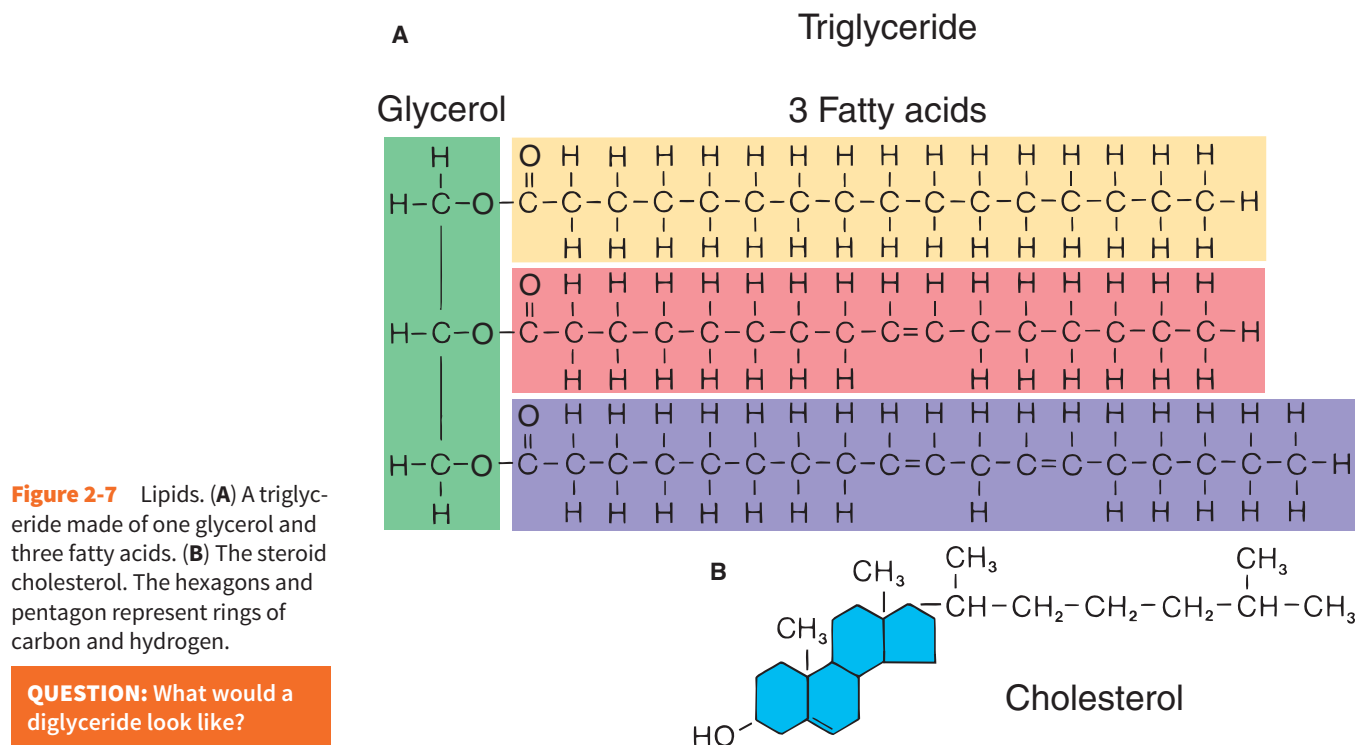 A
Triglyceride
Glycerol
3 Fatty acids
H O H H H H H H H H H H H H H H H
H–C–O–C–C–C–C–C–C–C–C–C–C–C–C–C–C–C–C–H
H H H H H H H H H H H H H H H
O H H H H H H H H H H H H H H H
H–C–O–C–C–C–C–C–C–C–C–C=C–C–C–C–C–C–C–H
H H H H H H H H H H H H H
O H H H H H H H H H H H H H H H H H
H–C–O–C–C–C–C–C–C–C–C–C=C–C–C=C–C–C–C–C–C–H
H H H H H H H H H H H H H H
Figure 2-7 Lipids. (A) A triglyc-
eride made of one glycerol and
three fatty acids. (B) The steroid
cholesterol. The hexagons and
pentagon represent rings of
carbon and hydrogen.
QUESTION: What would a
diglyceride look like?
B
CH₃ CH₃ CH₃
CH–CH₂–CH₂–CH₂–CH–CH₃
CH₃
HO
Cholesterol